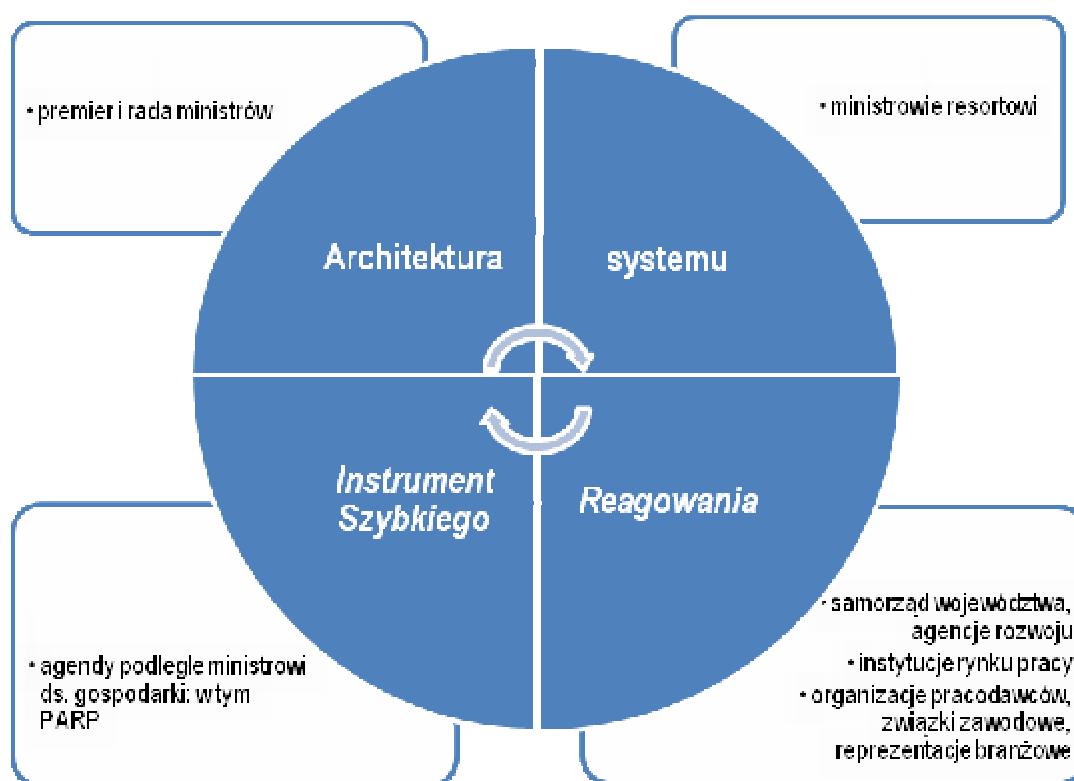 • premier i rada ministrów
• ministrowie resortowi
Architektura
systemu
Instrument
Szybkiego
Reagowania
• agendy podległe ministrowi
ds. gospodarki: w tym
PARP
• samorząd województwa,
agencje rozwoju
• instytucje rynku pracy
• organizacje pracodawców,
związki zawodowe,
reprezentacje branżowe